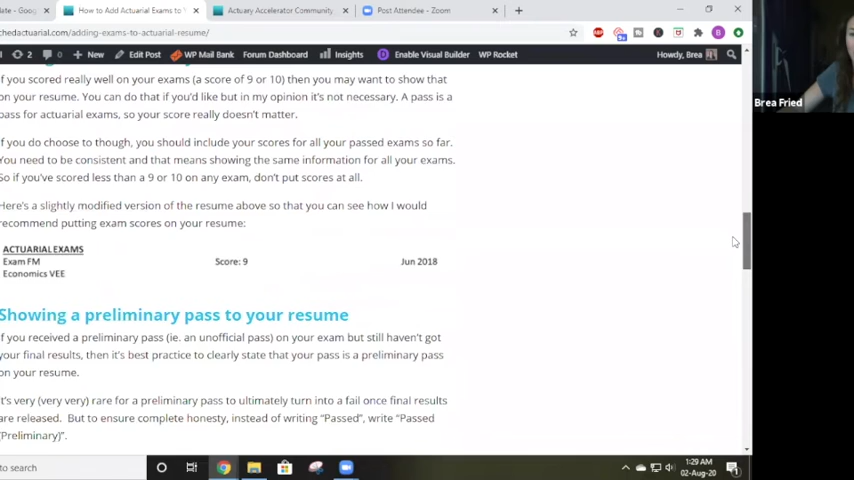 ate - Goog
How to Add Actuarial Exams to
Actuary Accelerator Community
Post Attendee - Zoom
chedactuarial.com/adding-exams-to-actuarial-resume/
2 New Edit Post WP Mail Bank Forum Dashboard Insights Enable Visual Builder WP Rocket Howdy, Brea
if you scored really well on your exams (a score of 9 or 10) then you may want to show that
on your resume. You can do that if you'd like but in my opinion it's not necessary. A pass is a
pass for actuarial exams, so your score really doesn't matter.
if you do choose to though, you should include your scores for all your passed exams so far.
You need to be consistent and that means showing the same information for all your exams.
So if you've scored less than a 9 or 10 on any exam, don't put scores at all.
Here's a slightly modified version of the resume above so that you can see how I would
recommend putting exam scores on your resume:
ACTUARIAL EXAMS
Exam FM Score: 9 Jun 2018
Economics VEE
Showing a preliminary pass to your resume
if you received a preliminary pass (ie. an unofficial pass) on your exam but still haven't got
your final results, then it's best practice to clearly state that your pass is a preliminary pass
on your resume.
t's very (very very) rare for a preliminary pass to ultimately turn into a fail once final results
are released. But to ensure complete honesty, instead of writing "Passed", write "Passed
(Preliminary)".
to search
1:29 AM
02-Aug-20
Brea Fried